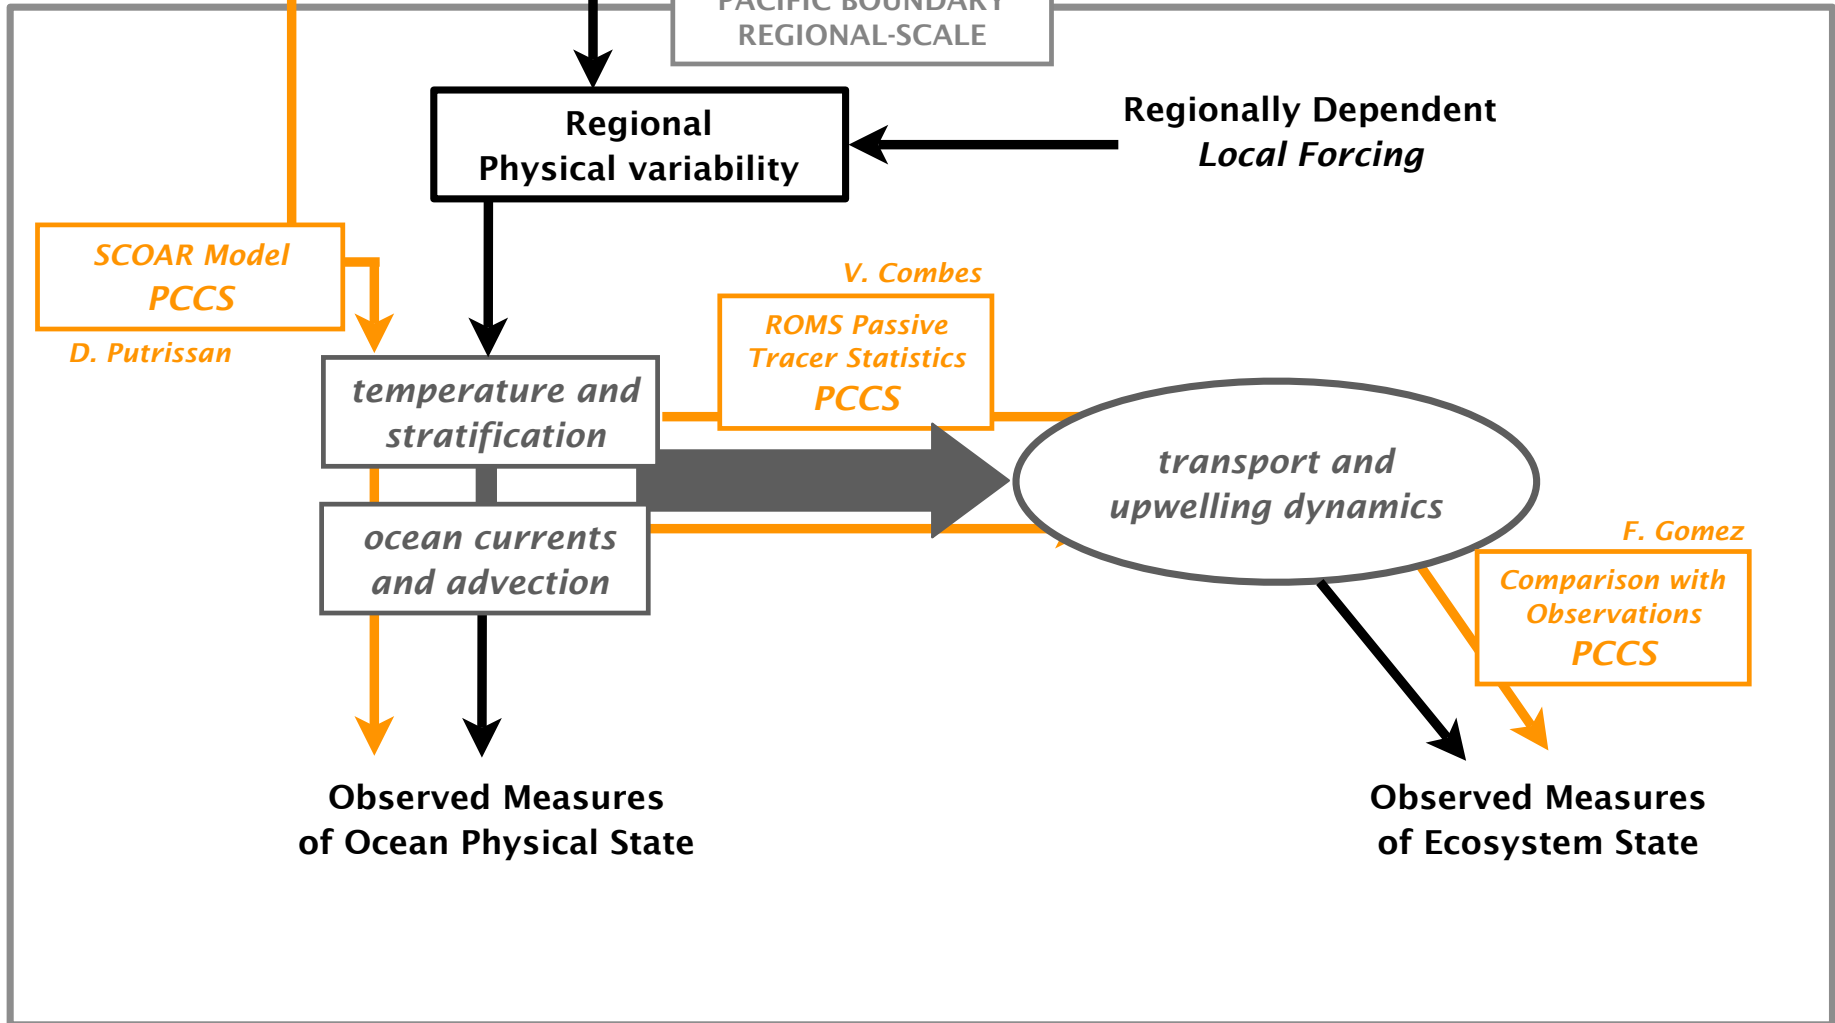 PACIFIC BOUNDARY
REGIONAL-SCALE
Regional
Physical variability
Regionally Dependent
Local Forcing
SCOAR Model
PCCS
D. Putrissan
V. Combes
ROMS Passive
Tracer Statistics
PCCS
temperature and
stratification
ocean currents
and advection
transport and
upwelling dynamics
F. Gomez
Comparison with
Observations
PCCS
Observed Measures
of Ocean Physical State
Observed Measures
of Ecosystem State